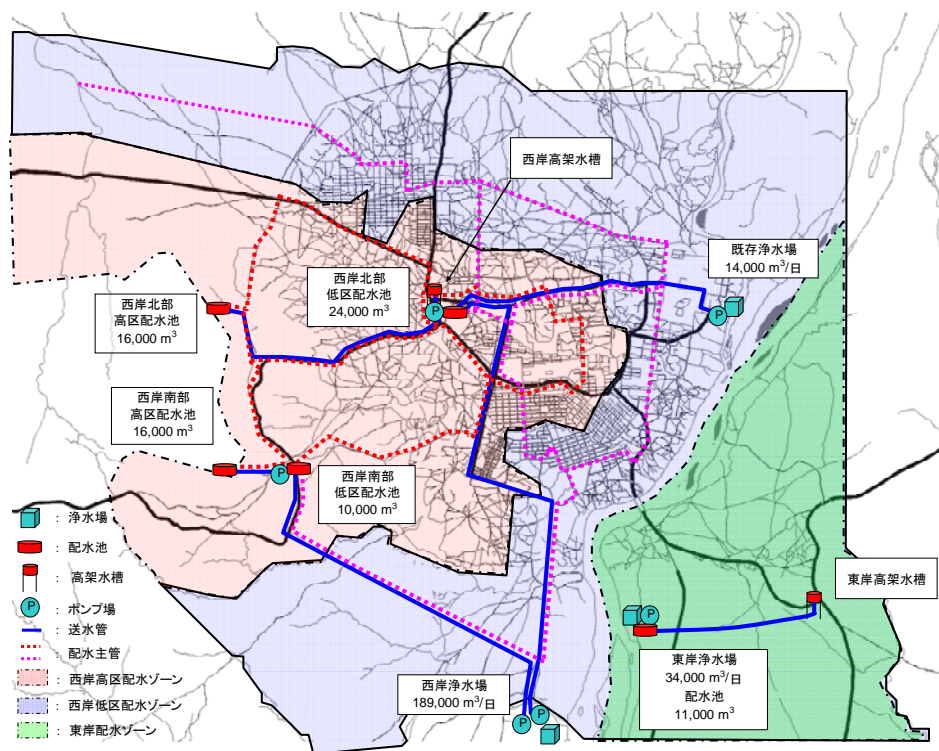 西岸高架水槽
既存浄水場
14,000 m³/日
西岸北部
低区配水池
24,000 m³
西岸北部
高区配水池
16,000 m³
西岸南部
高区配水池
16,000 m³
西岸南部
低区配水池
10,000 m³
東岸高架水槽
東岸浄水場
34,000 m³/日
配水池
11,000 m³
西岸浄水場
189,000 m³/日
P
P
P
P
P
P
: 浄水場
: 配水池
: 高架水槽
P : ポンプ場
: 送水管
: 配水主管
: 西岸高区配水ゾーン
: 西岸低区配水ゾーン
: 東岸配水ゾーン